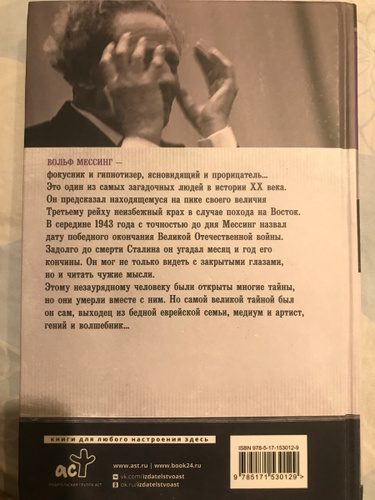 ВОЛЬФ МЕССИНГ —
фокусник и гипнотизер, ясновидящий и прорицатель...
Это один из самых загадочных людей в истории XX века.
Он предсказал находящемуся на пике своего величия
Третьему рейху неизбежный крах в случае похода на Восток.
В середине 1943 года с точностью до дня Мессинг назвал
дату победного окончания Великой Отечественной войны.
Задолго до смерти Сталина он угадал месяц и год его
кончины. Он мог не только видеть с закрытыми глазами,
но и читать чужие мысли.
Этому незаурядному человеку были открыты многие тайны,
но они умерли вместе с ним. Но самой великой тайной был
он сам, выходец из бедной еврейской семьи, медиум и артист,
гений и волшебник...
книги для любого настроения здесь
аст
ИЗДАТЕЛЬСКАЯ ГРУППА АСТ
www.ast.ru | www.book24.ru
vk.com/izdatelstvoast
ok.ru/izdatelstvoast
ISBN 978-5-17-153012-9
9 785171 530129 >